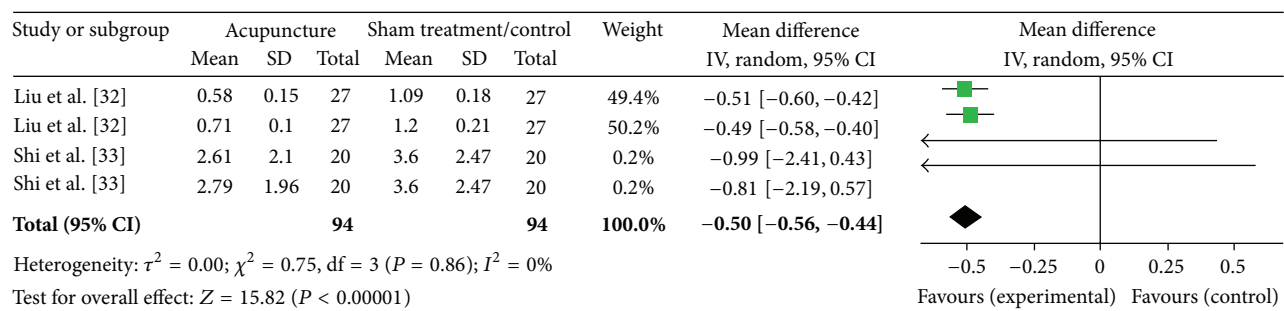 Study or subgroup Acupuncture Sham treatment/control Weight Mean difference Mean difference
Mean SD Total Mean SD Total IV, random, 95% CI IV, random, 95% CI
Liu et al. [32] 0.58 0.15 27 1.09 0.18 27 49.4% −0.51 [−0.60, −0.42]
Liu et al. [32] 0.71 0.1 27 1.2 0.21 27 50.2% −0.49 [−0.58, −0.40]
Shi et al. [33] 2.61 2.1 20 3.6 2.47 20 0.2% −0.99 [−2.41, 0.43]
Shi et al. [33] 2.79 1.96 20 3.6 2.47 20 0.2% −0.81 [−2.19, 0.57]
Total (95% CI) 94 94 100.0% −0.50 [−0.56, −0.44]
Heterogeneity: τ² = 0.00; χ² = 0.75, df = 3 (P = 0.86); I² = 0% −0.5 −0.25 0 0.25 0.5
Test for overall effect: Z = 15.82 (P < 0.00001) Favours (experimental) Favours (control)